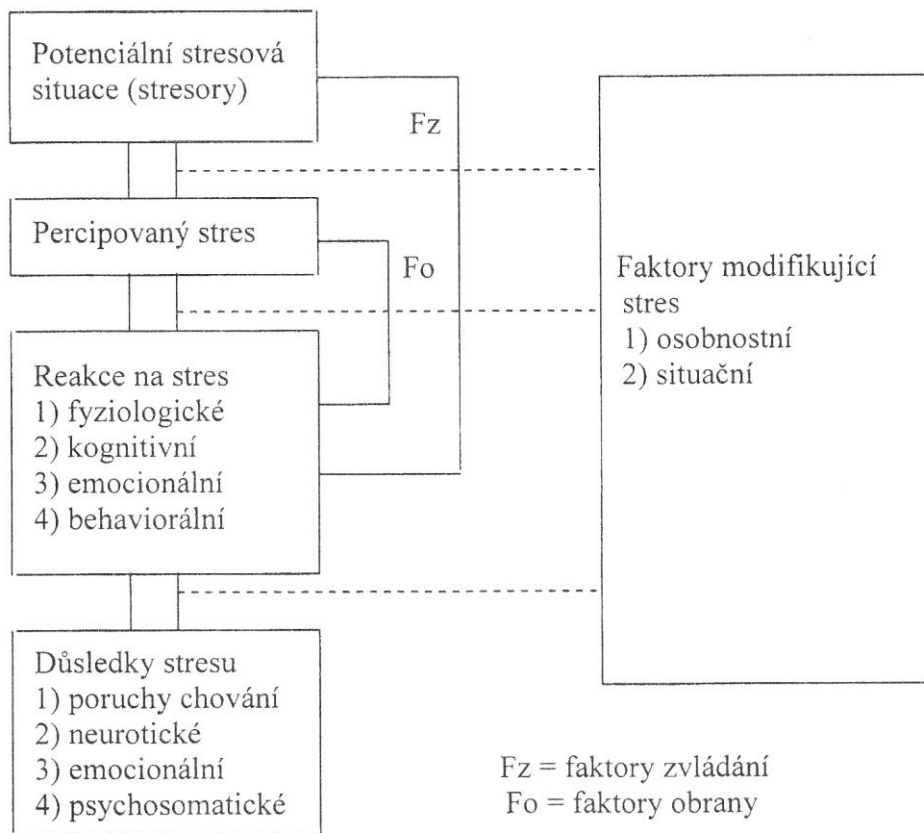 Potenciální stresová
situace (stresory)
Fz
Percipovaný stres
Fo
Faktory modifikující
stres
1) osobnostní
2) situační
Reakce na stres
1) fyziologické
2) kognitivní
3) emocionální
4) behaviorální
Důsledky stresu
1) poruchy chování
2) neurotické
3) emocionální
4) psychosomatické
Fz = faktory zvládání
Fo = faktory obrany